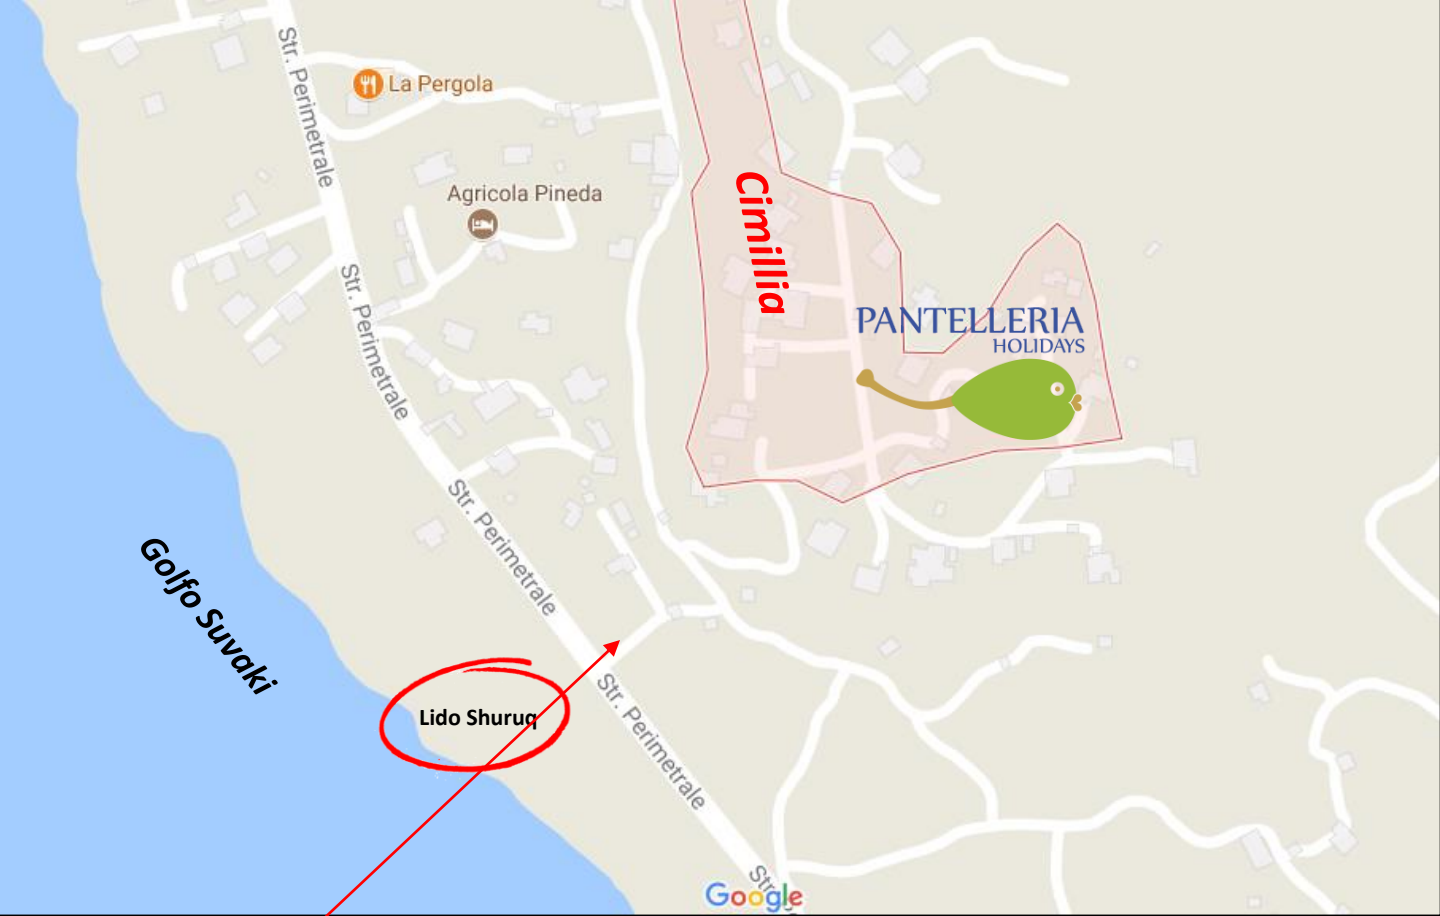 Str. Perimetrale
La Pergola
Agricola Pineda
Cimillia
Str. Perimetrale
PANTELLERIA
HOLIDAYS
Str. Perimetrale
Golfo Suvaki
Lido Shuruq
Str. Perimetrale
Google